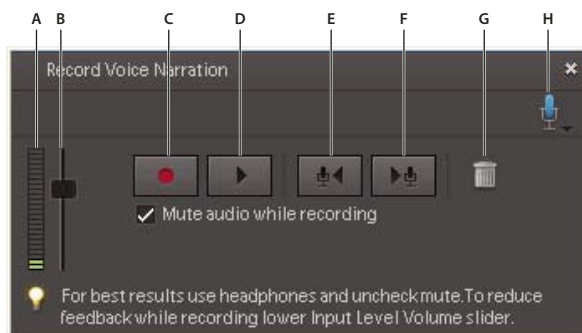 A B C D E F G H
Record Voice Narration
Mute audio while recording
For best results use headphones and uncheck mute. To reduce
feedback while recording lower Input Level Volume slider.